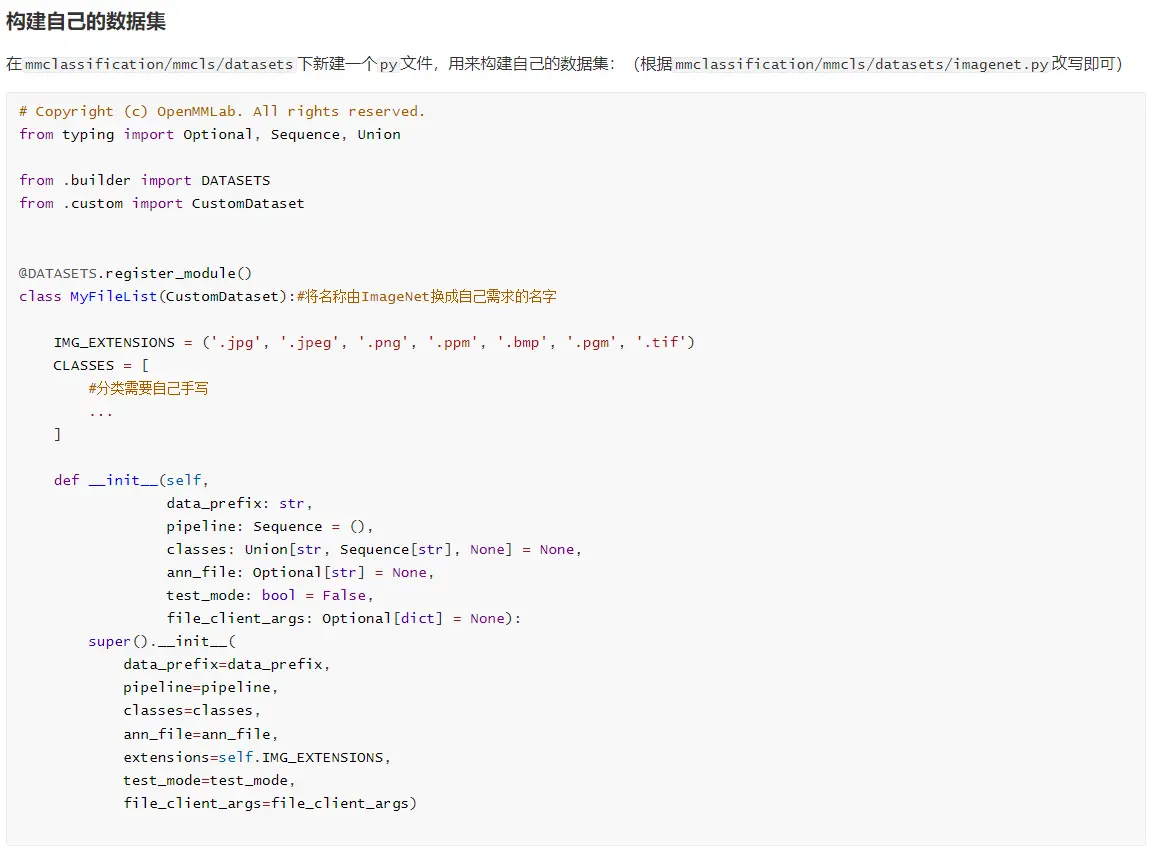 构建自己的数据集
在mmclassification/mmcls/datasets下新建一个py文件，用来构建自己的数据集：（根据mmclassification/mmcls/datasets/imagenet.py改写即可）
# Copyright (c) OpenMMLab. All rights reserved.
from typing import Optional, Sequence, Union

from .builder import DATASETS
from .custom import CustomDataset


@DATASETS.register_module()
class MyFileList(CustomDataset):#将名称由ImageNet换成自己需求的名字

    IMG_EXTENSIONS = ('.jpg', '.jpeg', '.png', '.ppm', '.bmp', '.pgm', '.tif')
    CLASSES = [
        #分类需要自己手写
        ...
    ]

    def __init__(self,
                 data_prefix: str,
                 pipeline: Sequence = (),
                 classes: Union[str, Sequence[str], None] = None,
                 ann_file: Optional[str] = None,
                 test_mode: bool = False,
                 file_client_args: Optional[dict] = None):
        super().__init__(
            data_prefix=data_prefix,
            pipeline=pipeline,
            classes=classes,
            ann_file=ann_file,
            extensions=self.IMG_EXTENSIONS,
            test_mode=test_mode,
            file_client_args=file_client_args)